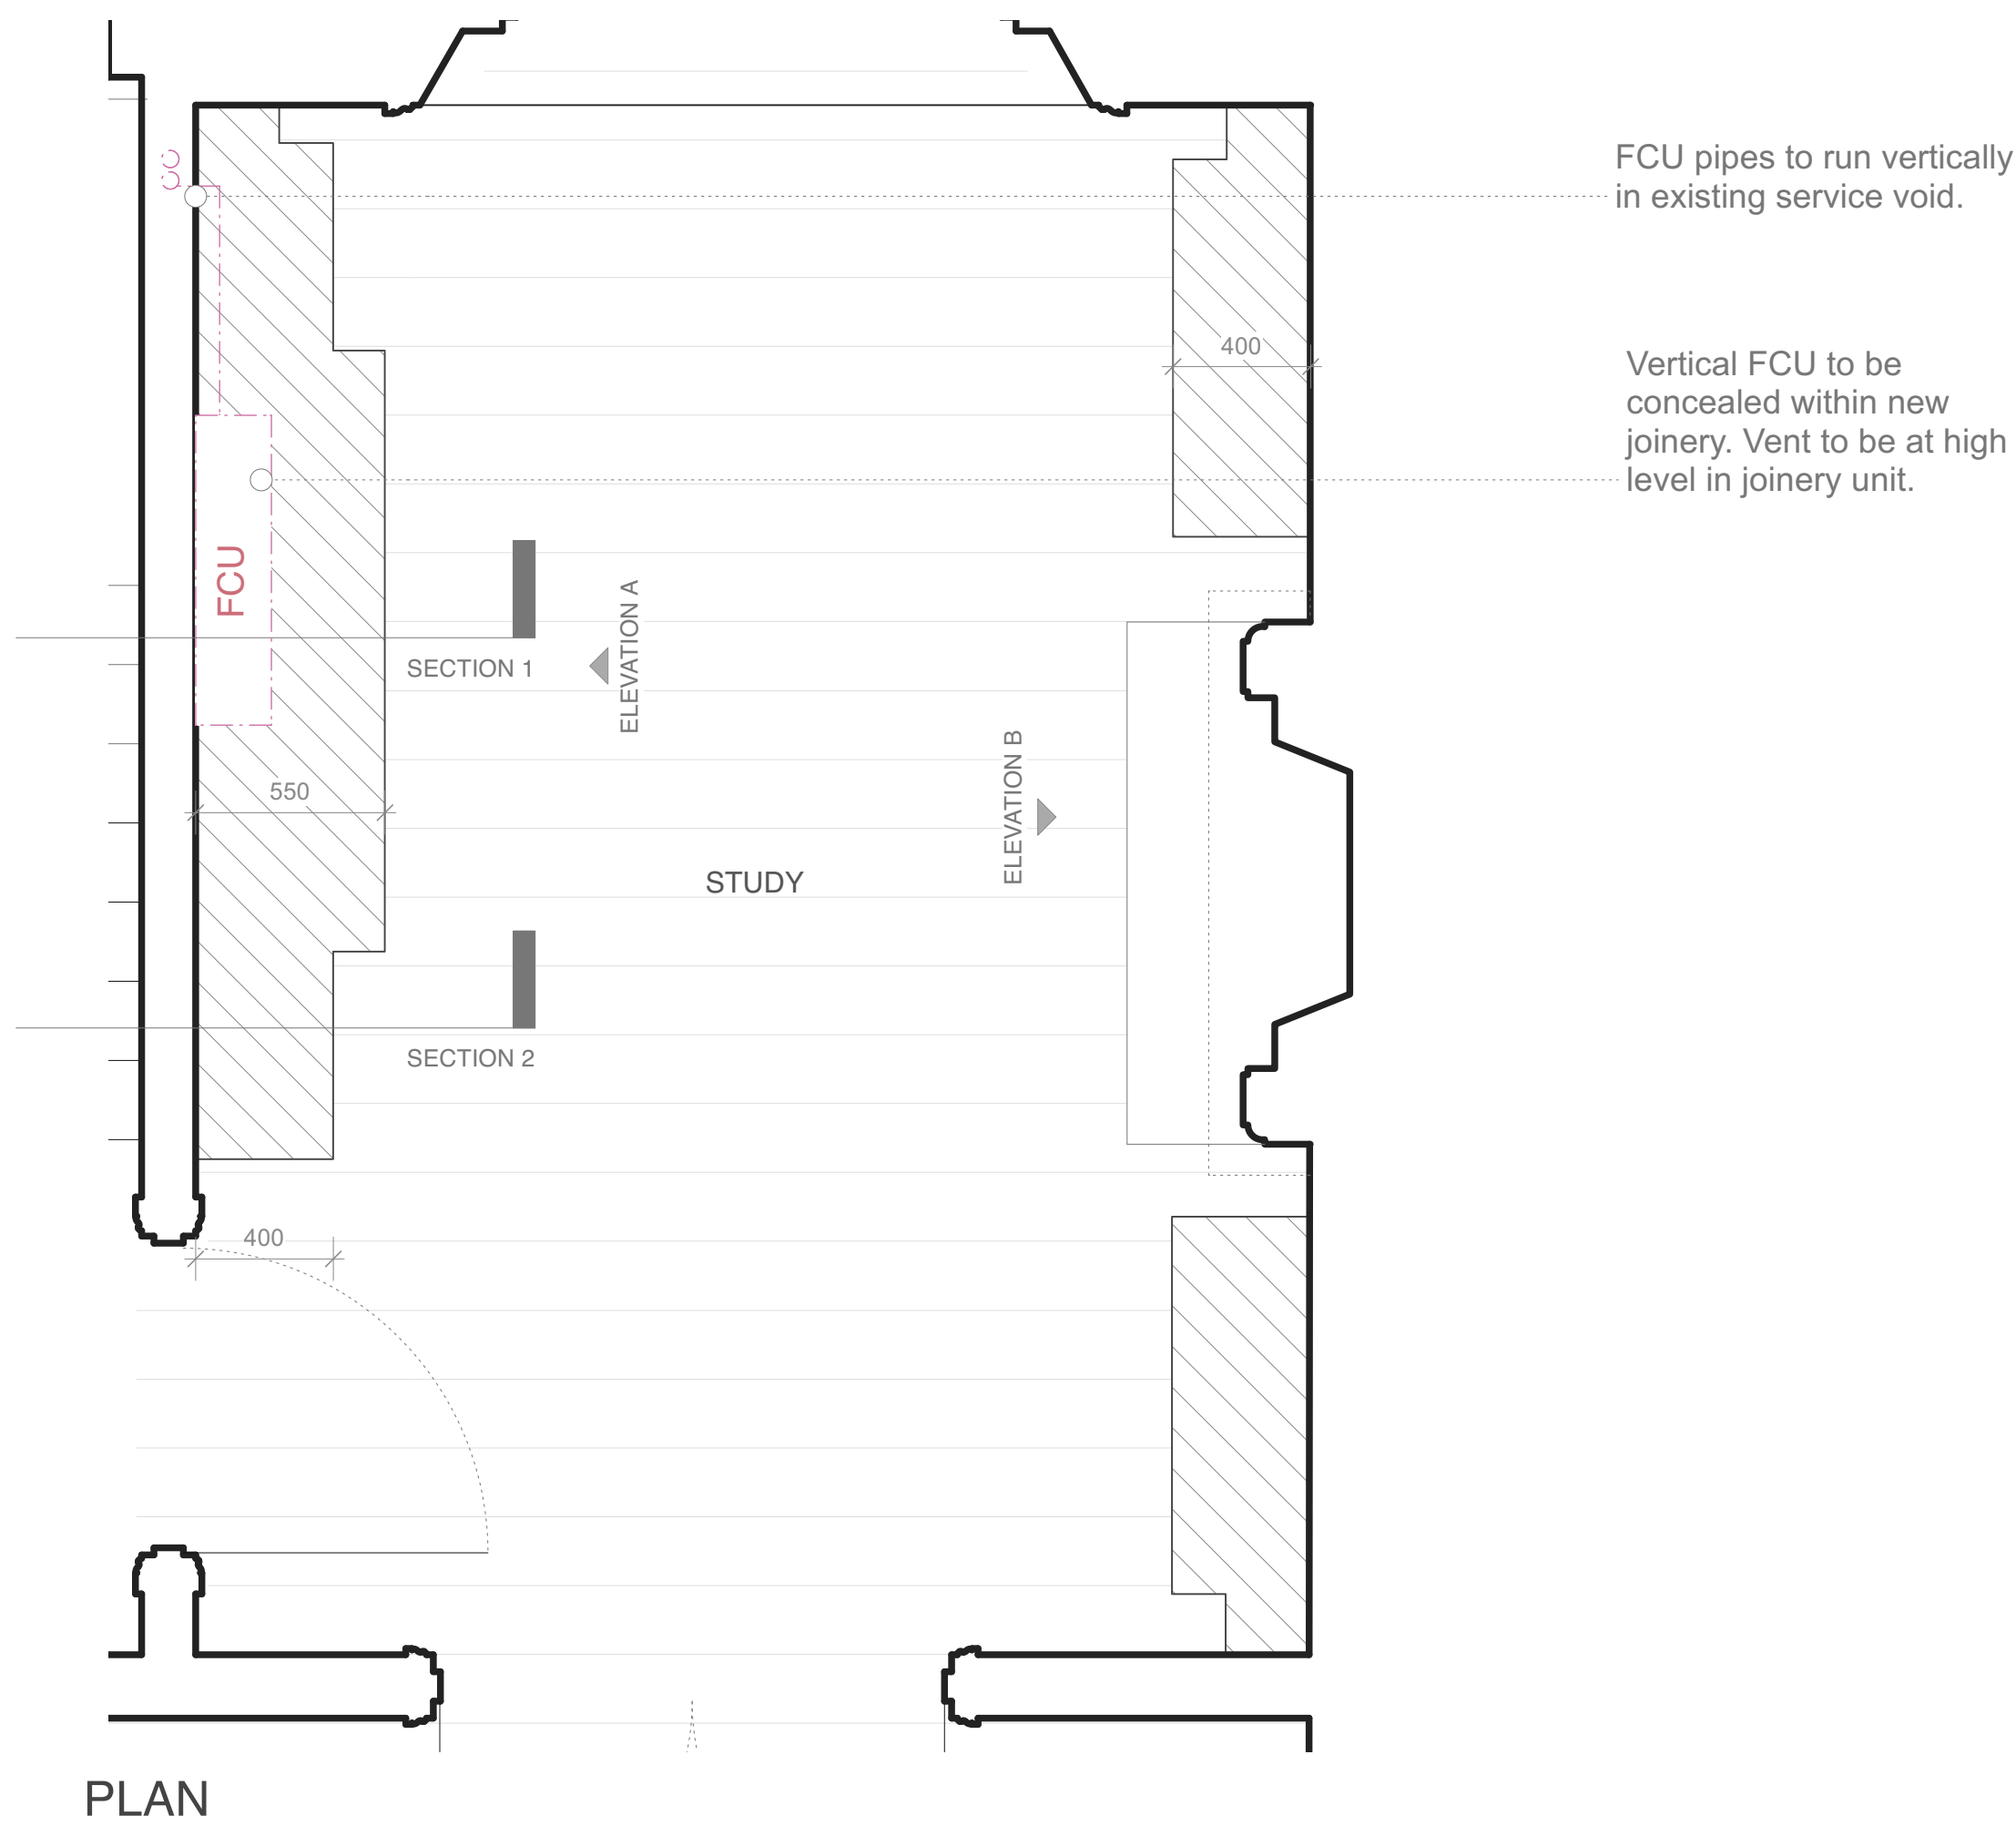 FCU pipes to run vertically
in existing service void.
400
Vertical FCU to be
concealed within new
joinery. Vent to be at high
level in joinery unit.
FCU
SECTION 1
ELEVATION A
ELEVATION B
550
STUDY
SECTION 2
400
PLAN